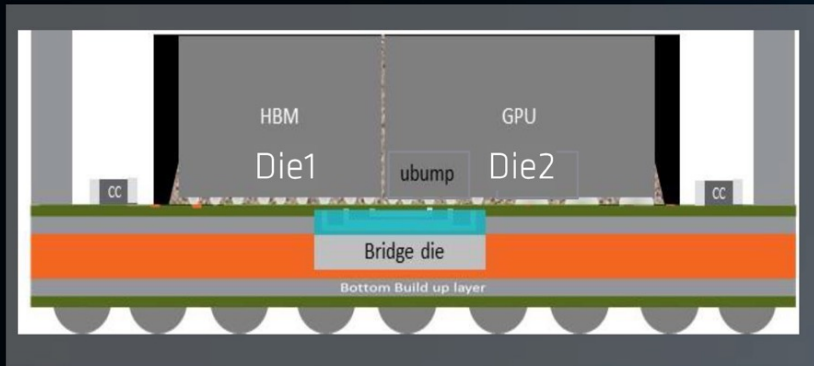 HBM
GPU
Die1
ubump
Die2
CC
CC
Bridge die
Bottom Build up layer